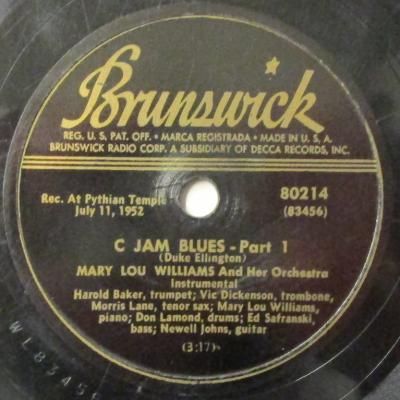 Brunswick
REG. U. S. PAT. OFF. • MARCA REGISTRADA • MADE IN U. S. A.
BRUNSWICK RADIO CORP. A SUBSIDIARY OF DECCA RECORDS, INC.
Rec. At Pythian Temple
July 11, 1952
80214
(83456)
C JAM BLUES - Part 1
(Duke Ellington)
MARY LOU WILLIAMS And Her Orchestra
Instrumental
Harold Baker, trumpet; Vic Dickenson, trombone,
Morris Lane, tenor sax; Mary Lou Williams,
piano; Don Lamond, drums; Ed Safranski,
bass; Newell Johns, guitar
(3:17)